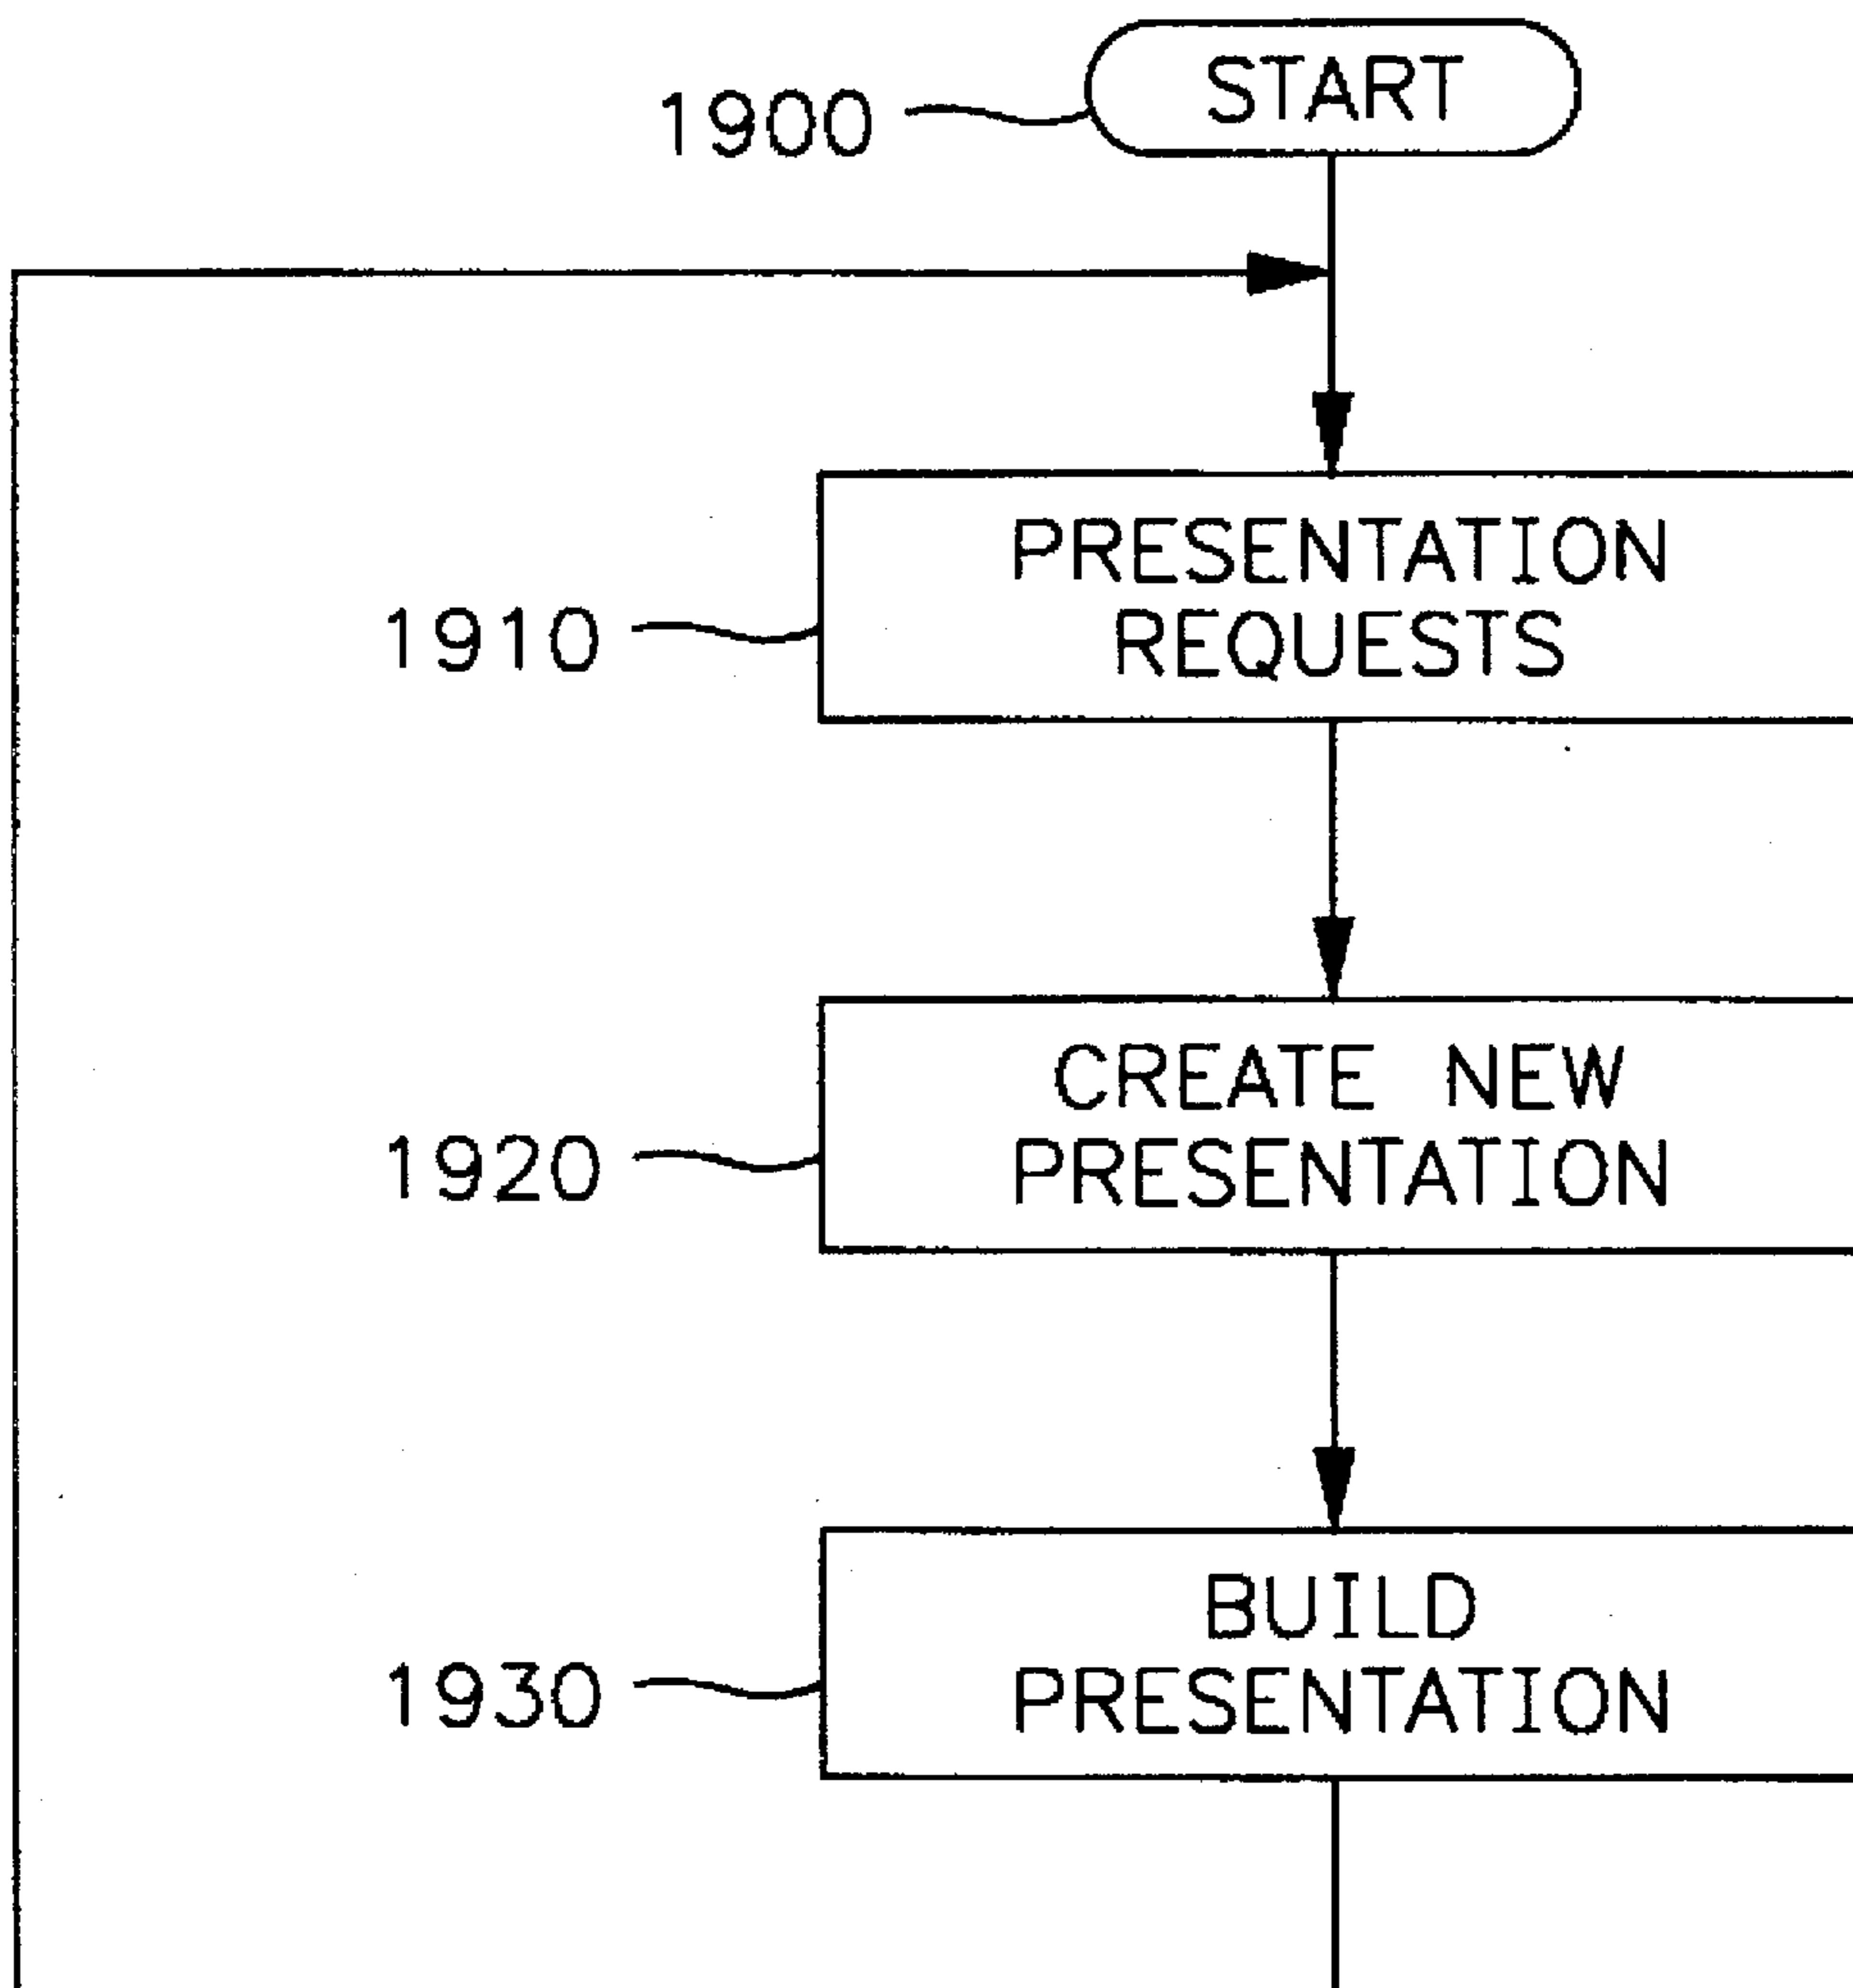 START
1900
PRESENTATION
REQUESTS
1910
CREATE NEW
PRESENTATION
1920
BUILD
PRESENTATION
1930